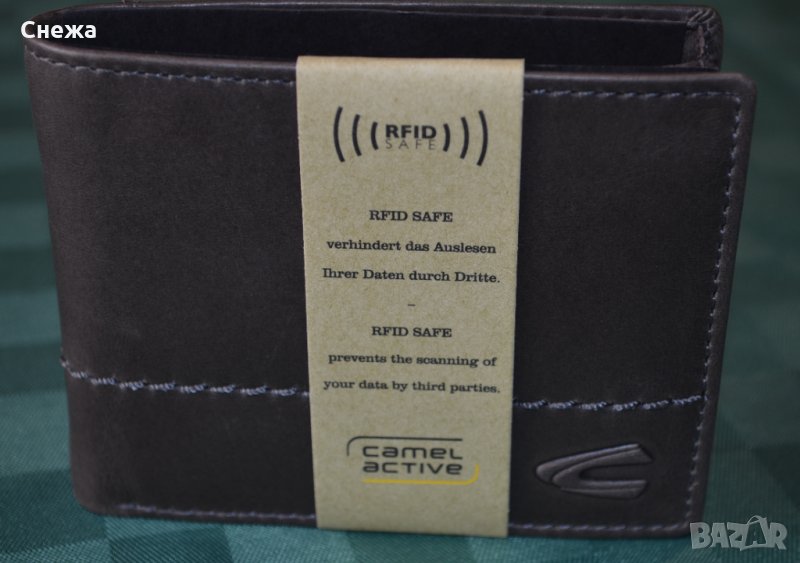 Снежа
RFID
SAFE
RFID SAFE
verhindert das Auslesen
Ihrer Daten durch Dritte.
–
RFID SAFE
prevents the scanning of
your data by third parties.
camel
active
BAZAR